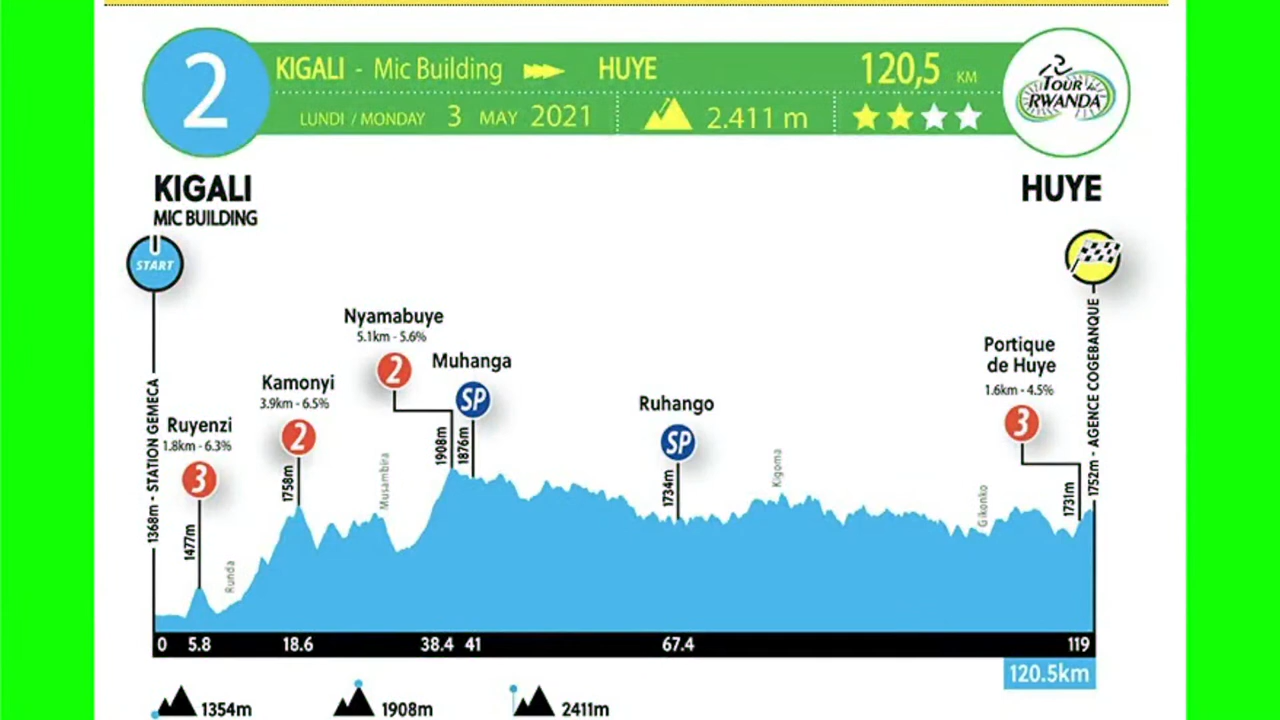 2
KIGALI - Mic Building HUYE 120,5 KM
LUNDI / MONDAY 3 MAY 2021 2.411 m
TOUR du RWANDA
KIGALI
MIC BUILDING
HUYE
START
1368m - STATION GEMECA
Ruyenzi
1.8km - 6.3%
3
1477m
Runda
Kamonyi
3.9km - 6.5%
2
1758m
Musambira
Nyamabuye
5.1km - 5.6%
2
1908m
Muhanga
SP
1876m
Ruhango
SP
1734m
Kigoma
Gikonko
Portique
de Huye
1.6km - 4.5%
3
1731m
1752m - AGENCE COGEBANQUE
0 5.8 18.6 38.4 41 67.4 119
120.5km
1354m 1908m 2411m